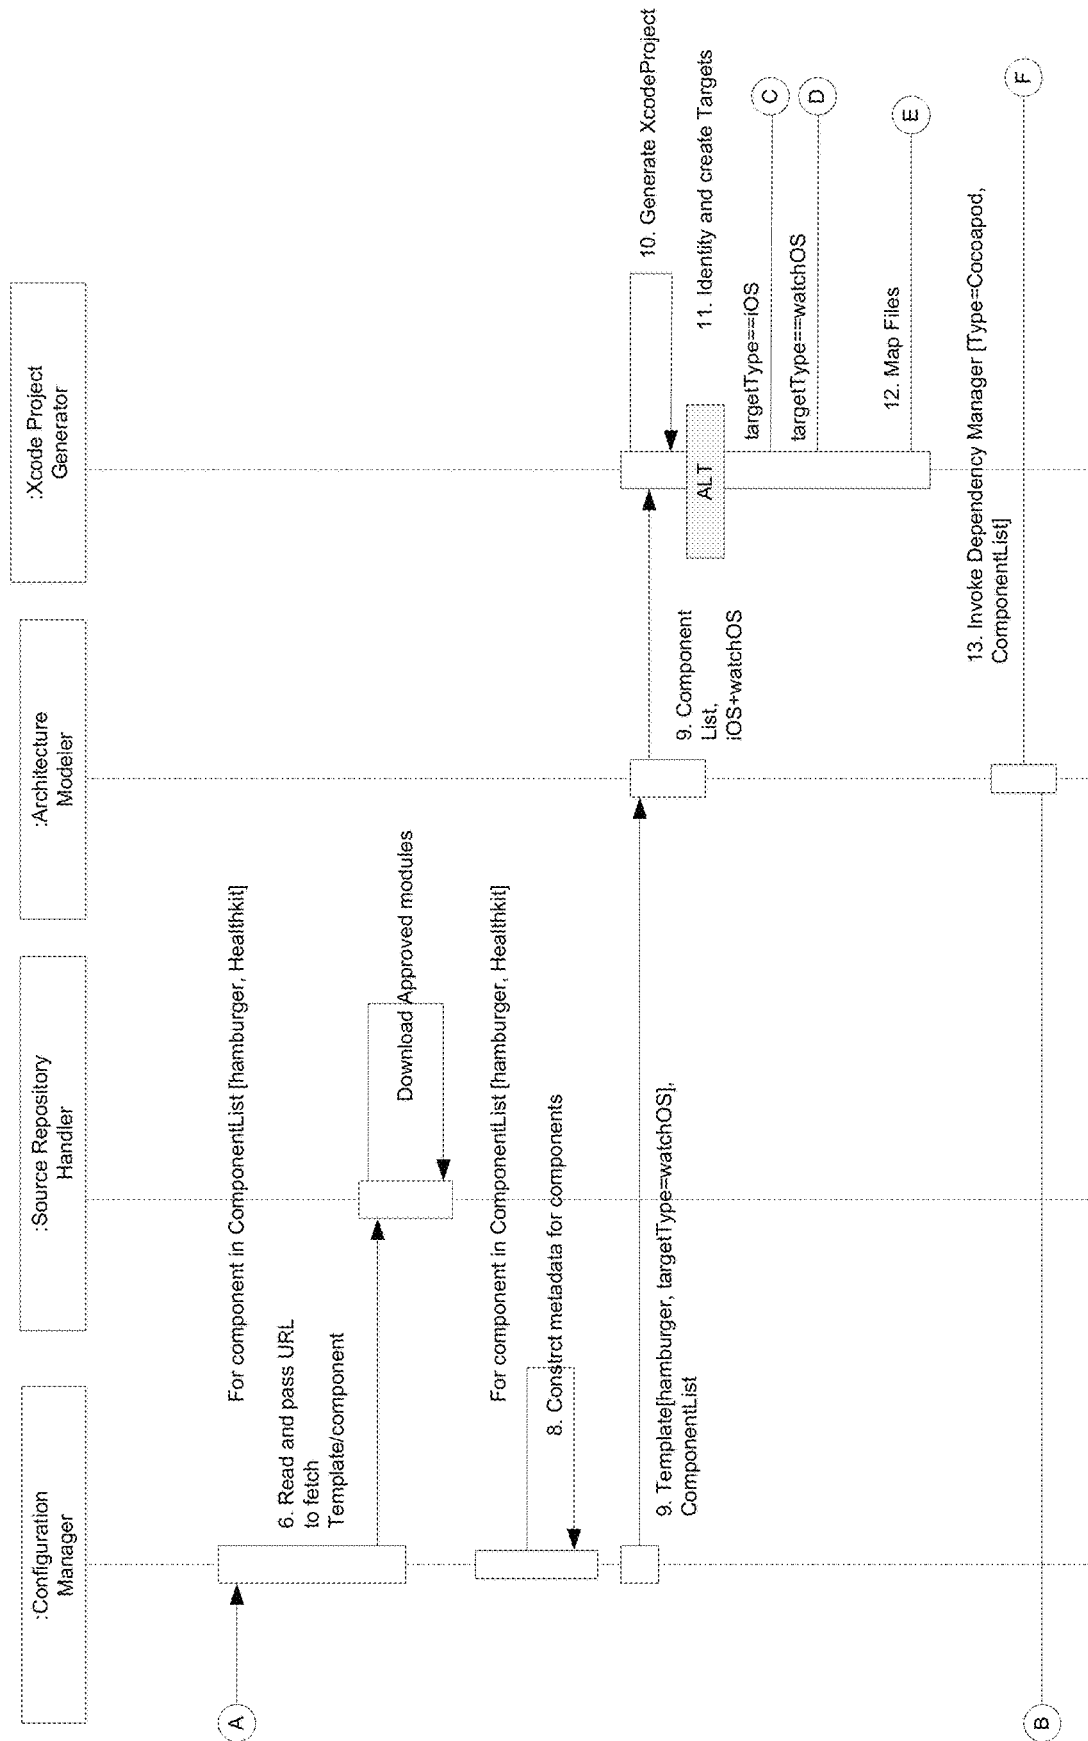 :Configuration
Manager
:Source Repository
Handler
:Architecture
Modeler
:Xcode Project
Generator
A
For component in ComponentList [hamburger, Healthkit]
6. Read and pass URL
to fetch
Template/component
Download Approved modules
For component in ComponentList [hamburger, Healthkit]
8. Constrct metadata for components
9. Template[hamburger, targetType=watchOS],
ComponentList
9. Component
List,
iOS+watchOS
10. Generate XcodeProject
11. Identity and create Targets
ALT
targetType==iOS
C
targetType==watchOS
D
12. Map Files
E
13. Invoke Dependency Manager [Type=Cocoapod,
ComponentList]
F
B